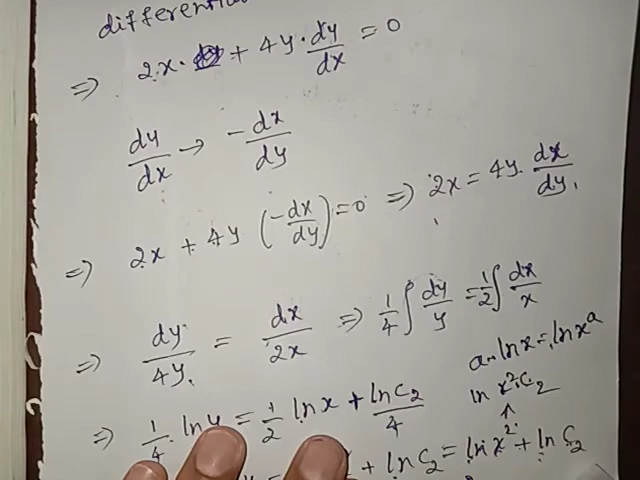 differential
⇒ 2x · + 4y · dy/dx = 0
dy/dx → - dx/dy
⇒ 2x + 4y (-dx/dy) = 0 ⇒ 2x = 4y · dx/dy
⇒ dy/4y = dx/2x ⇒ 1/4 ∫ dy/y = 1/2 ∫ dx/x
a·ln x = ln x^a
ln x²·C₂
⇒ 1/4 · ln y = 1/2 ln x + ln C₂/4
+ ln C₂ = ln x² + ln C₂